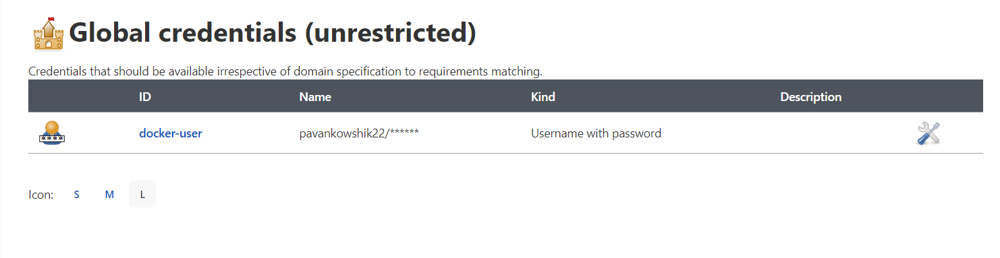 Global credentials (unrestricted)
Credentials that should be available irrespective of domain specification to requirements matching.
ID Name Kind Description
**** docker-user pavankowshik22/****** Username with password
Icon: S M L